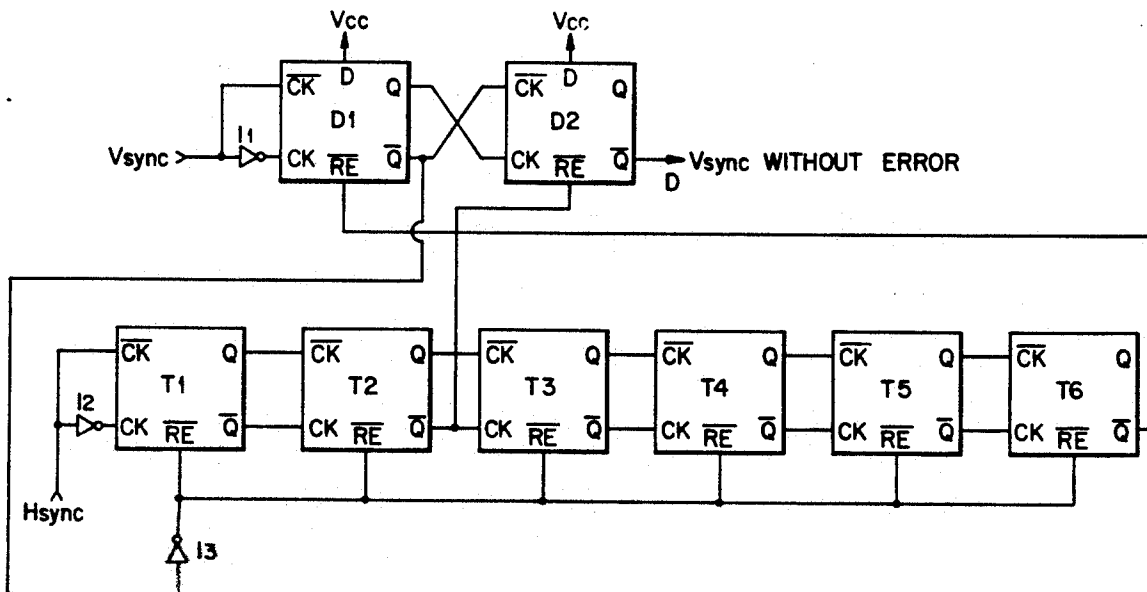 Vcc Vcc
CK D Q CK D Q
D1 D2
I1
Vsync CK RE Q CK RE Q Vsync WITHOUT ERROR
D
CK Q CK Q CK Q CK Q CK Q CK Q
T1 T2 T3 T4 T5 T6
I2
CK RE Q CK RE Q CK RE Q CK RE Q CK RE Q CK RE Q
Hsync
I3